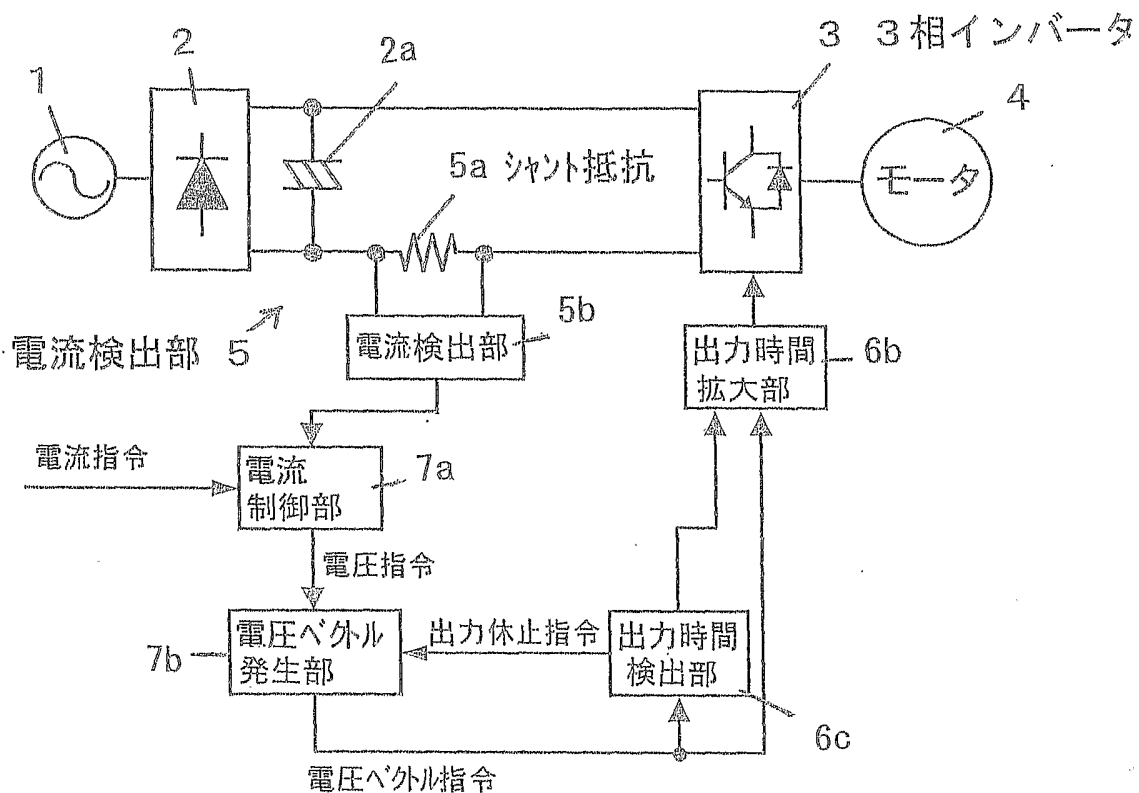 1
2
2a
3 3相インバータ
4
モータ
5a シャント抵抗
電流検出部 5
5b
電流検出部
出力時間
拡大部
6b
電流指令
電流
制御部
7a
電圧指令
電圧ベクトル
発生部
7b
出力休止指令
出力時間
検出部
6c
電圧ベクトル指令